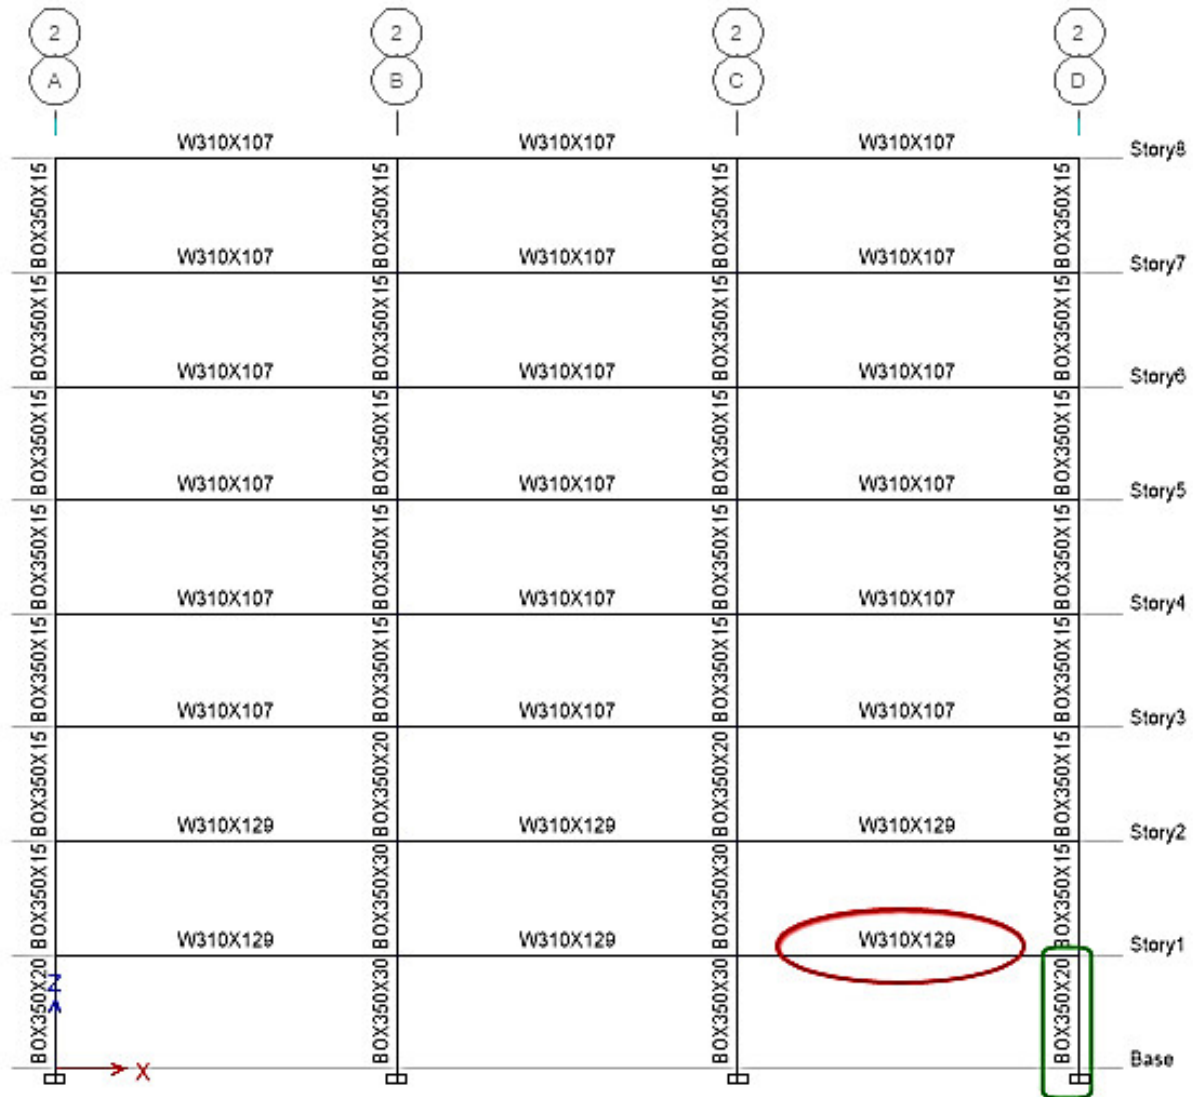 2 2 2 2
A B C D
W310X107 W310X107 W310X107
Story8
BOX350X15 BOX350X15 BOX350X15 BOX350X15
W310X107 W310X107 W310X107
Story7
BOX350X15 BOX350X15 BOX350X15 BOX350X15
W310X107 W310X107 W310X107
Story6
BOX350X15 BOX350X15 BOX350X15 BOX350X15
W310X107 W310X107 W310X107
Story5
BOX350X15 BOX350X15 BOX350X15 BOX350X15
W310X107 W310X107 W310X107
Story4
BOX350X15 BOX350X15 BOX350X15 BOX350X15
W310X107 W310X107 W310X107
Story3
BOX350X15 BOX350X20 BOX350X20 BOX350X15
W310X129 W310X129 W310X129
Story2
BOX350X15 BOX350X30 BOX350X30 BOX350X15
W310X129 W310X129 W310X129
Story1
BOX350X20 BOX350X30 BOX350X30 BOX350X20
Z
Base
X